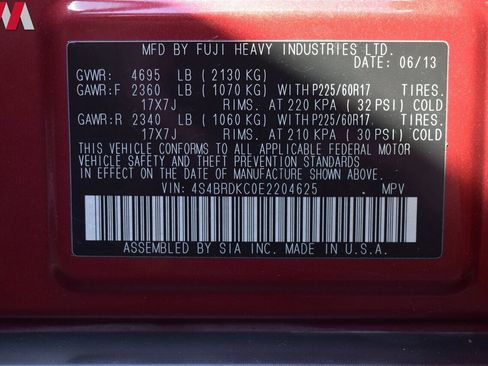 M
MFD BY FUJI HEAVY INDUSTRIES LTD.
DATE: 06/13
GVWR: 4695 LB ( 2130 KG)
GAWR:F 2360 LB ( 1070 KG) WITH P225/60R17 TIRES.
17X7J RIMS. AT 220 KPA ( 32 PSI) COLD
GAWR:R 2340 LB ( 1060 KG) WITH P225/60R17 TIRES.
17X7J RIMS. AT 210 KPA ( 30 PSI) COLD
THIS VEHICLE CONFORMS TO ALL APPLICABLE FEDERAL MOTOR
VEHICLE SAFETY AND THEFT PREVENTION STANDARDS
IN EFFECT ON THE DATE OF MANUFACTURE SHOWN ABOVE.
VIN: 4S4BRDKC0E2204625 MPV
ASSEMBLED BY SIA INC. MADE IN U.S.A.